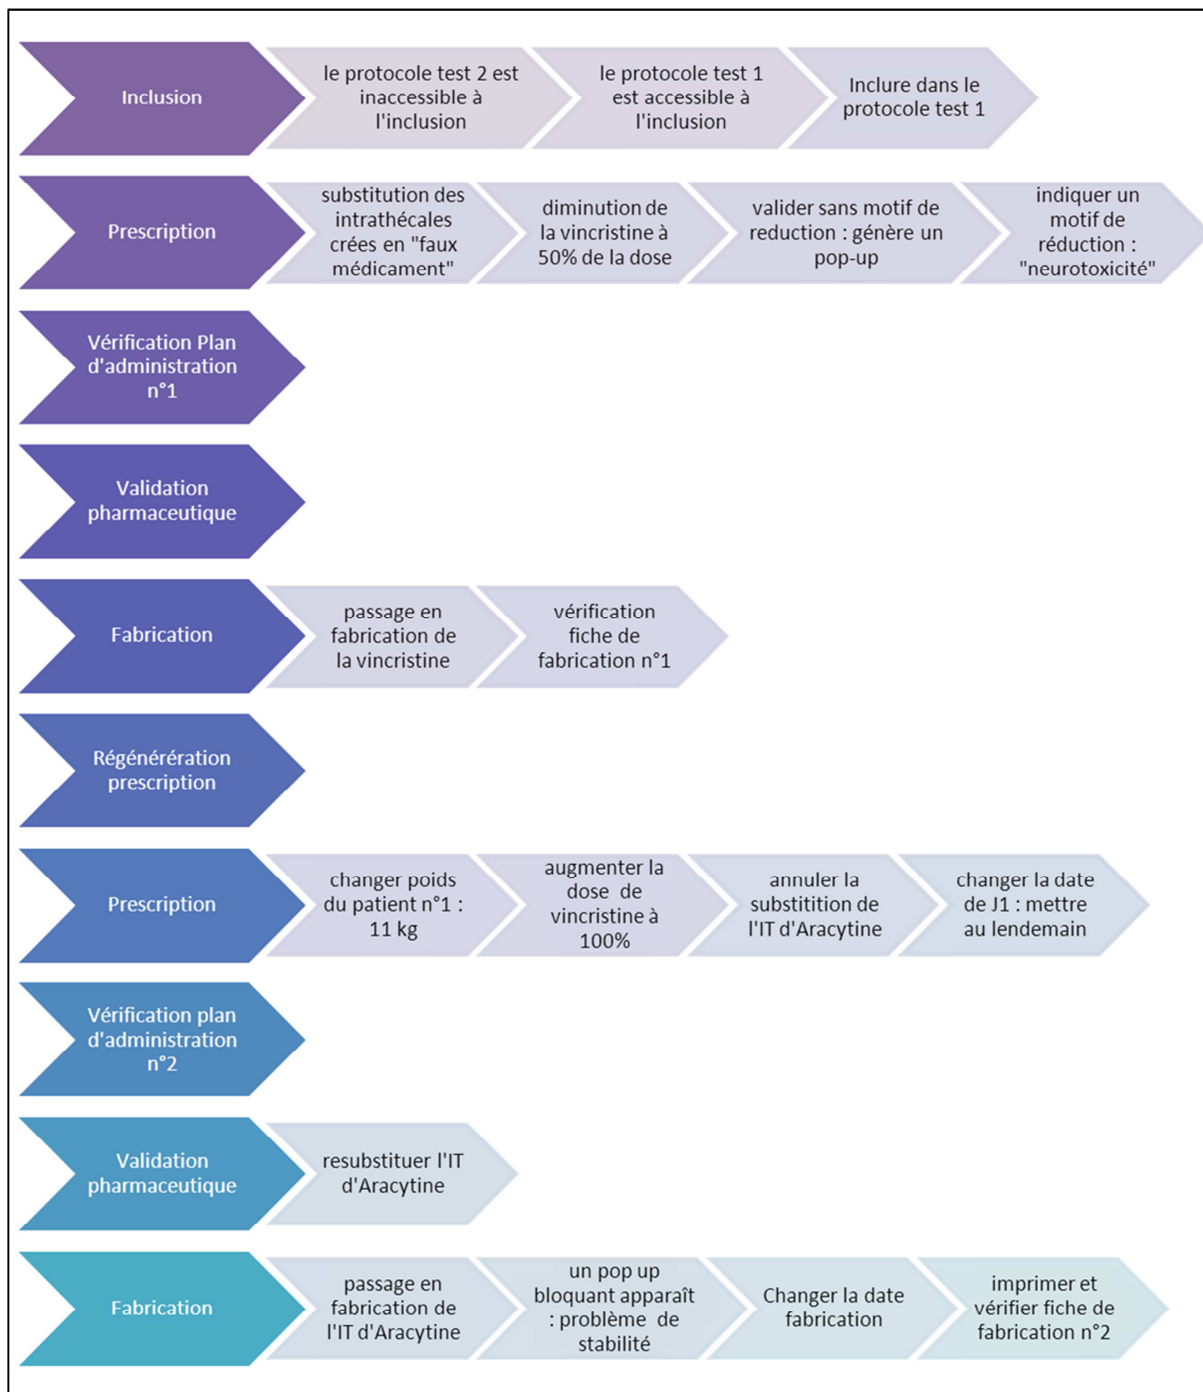 Inclusion
le protocole test 2 est
inaccessible à
l'inclusion
le protocole test 1
est accessible à
l'inclusion
Inclure dans le
protocole test 1
Prescription
substitution des
intrathécales
crées en "faux
médicament"
diminution de
la vincristine à
50% de la dose
valider sans motif de
reduction : génère un
pop-up
indiquer un
motif de
réduction :
"neurotoxicité"
Vérification Plan
d'administration
n°1
Validation
pharmaceutique
Fabrication
passage en
fabrication de
la vincristine
vérification
fiche de
fabrication n°1
Régénérération
prescription
Prescription
changer poids
du patient n°1 :
11 kg
augmenter la
dose de
vincristine à
100%
annuler la
substitition de
l'IT d'Aracytine
changer la date
de J1 : mettre
au lendemain
Vérification plan
d'administration
n°2
Validation
pharmaceutique
resubstituer l'IT
d'Aracytine
Fabrication
passage en
fabrication de
l'IT d'Aracytine
un pop up
bloquant apparaît
: problème de
stabilité
Changer la date
fabrication
imprimer et
vérifier fiche de
fabrication n°2